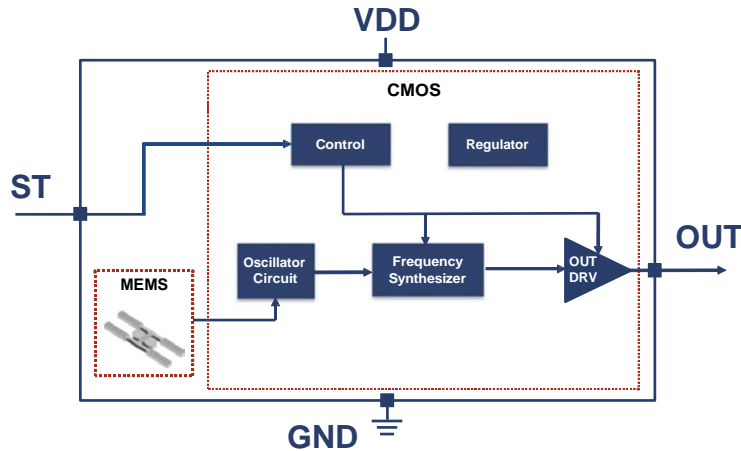 VDD
CMOS
Control
Regulator
ST
Oscillator
Circuit
Frequency
Synthesizer
OUT
DRV
OUT
MEMS
GND